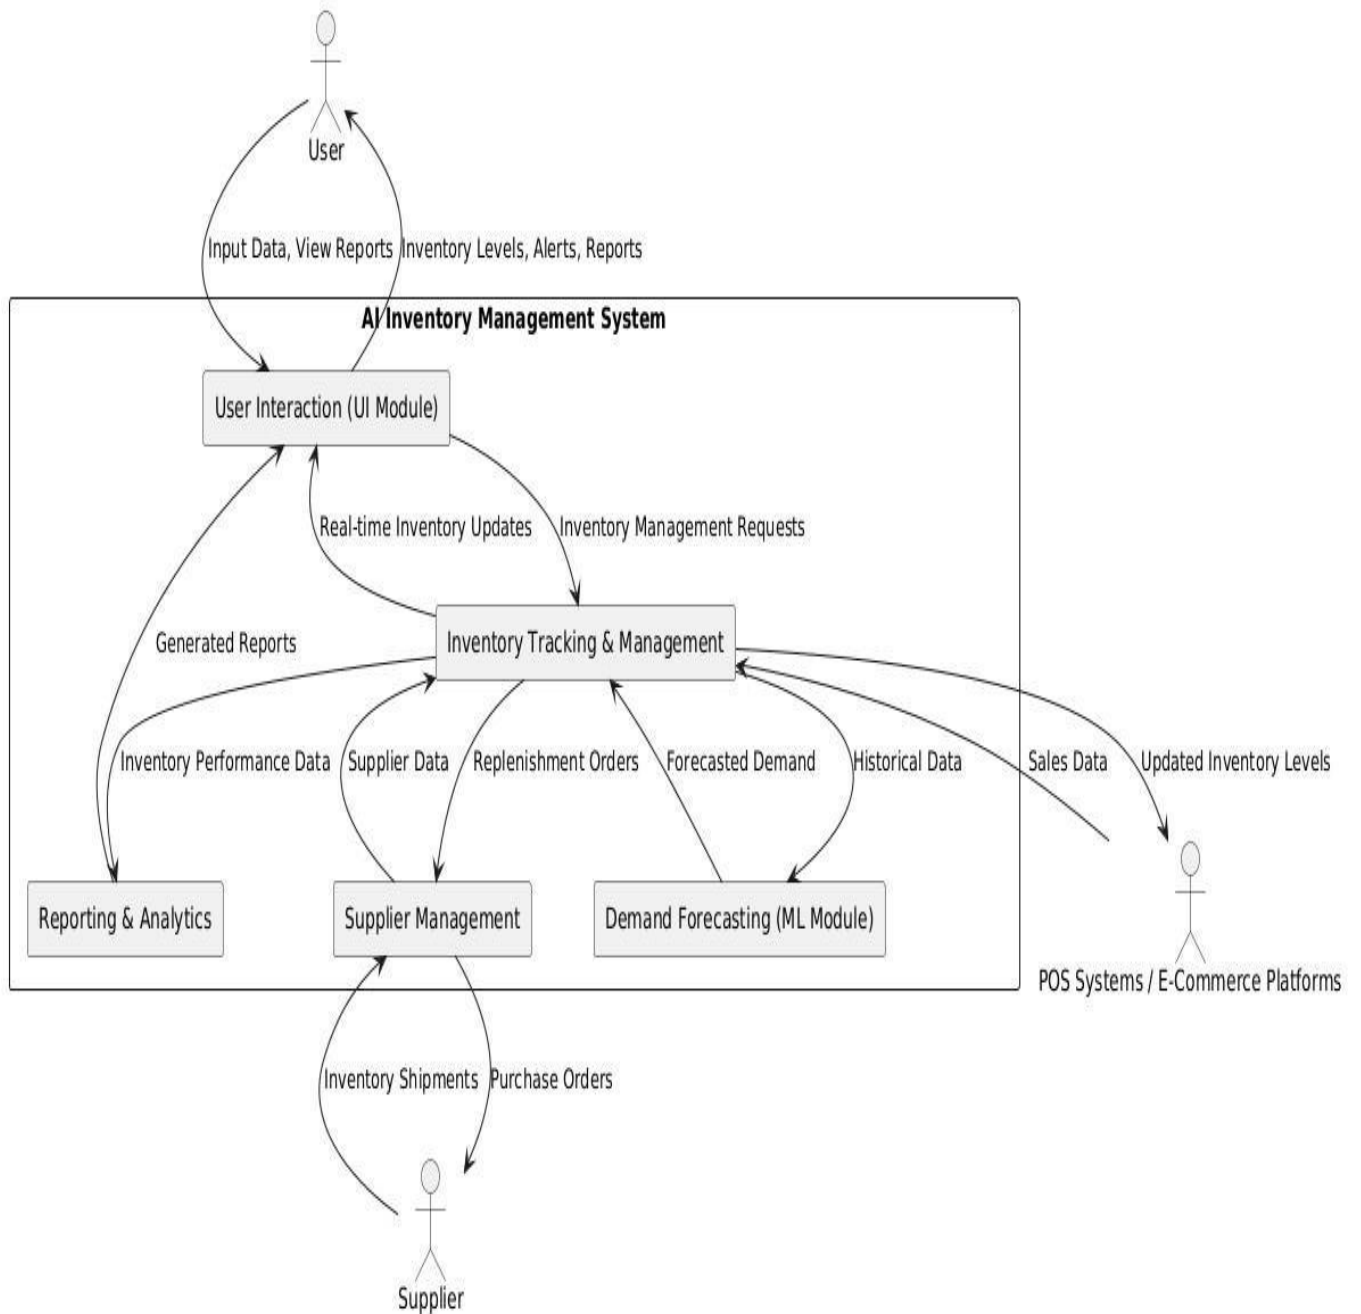 User
Input Data, View Reports
Inventory Levels, Alerts, Reports
AI Inventory Management System
User Interaction (UI Module)
Real-time Inventory Updates
Inventory Management Requests
Inventory Tracking & Management
Generated Reports
Inventory Performance Data
Supplier Data
Replenishment Orders
Forecasted Demand
Historical Data
Sales Data
Updated Inventory Levels
Reporting & Analytics
Supplier Management
Demand Forecasting (ML Module)
POS Systems / E-Commerce Platforms
Inventory Shipments
Purchase Orders
Supplier